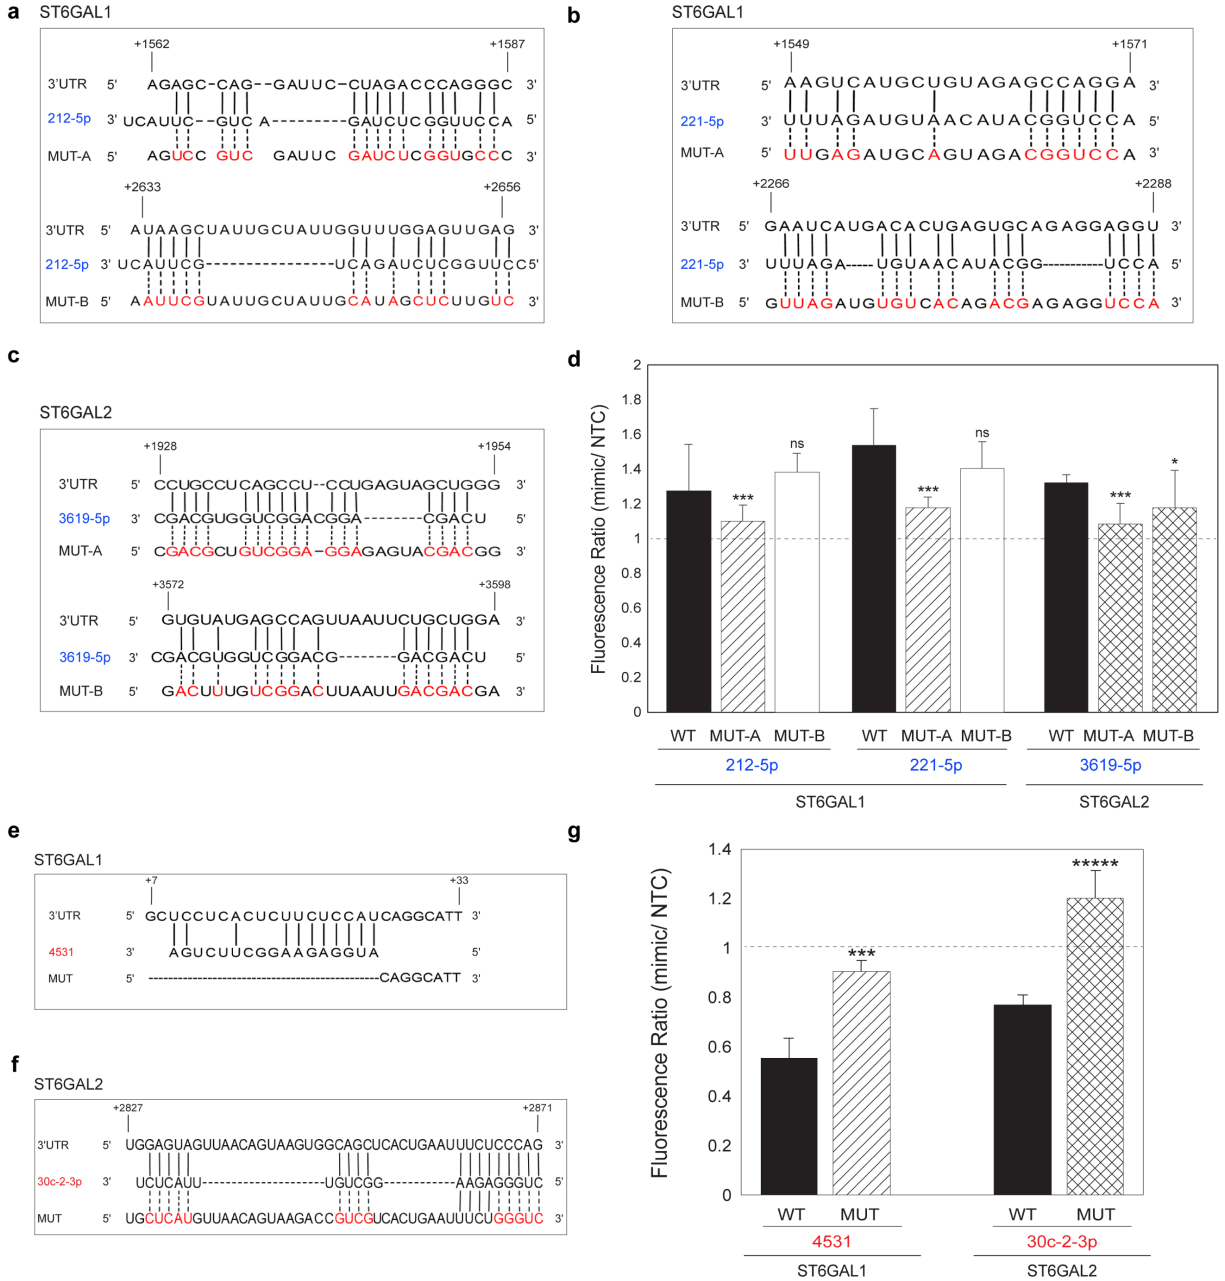 a
ST6GAL1
+1562 +1587
3'UTR 5' AGAGC-CAG--GAUUC-CUAGACCCAGGGC 3'
212-5p 3' UCAUUC--GUC A----------GAUCUCGGUUCCA 5'
MUT-A 5' AGUCC GUC GAUUC GAUCUCGGUGCCC 3'
+2633 +2656
3'UTR 5' AUAAGCUAUUGCUAUUGGUUUGGAGUUGAG 3'
212-5p 3' UCAUUCG-----------------UCAGAUCUCGGUUCC5'
MUT-B 5' AAUUCGUAUUGCUAUUGCAUAGCUCUUGUC 3'
b
ST6GAL1
+1549 +1571
3'UTR 5' AAGUCAUGCUGUAGAGCCAGGA 3'
221-5p 3' UUUAGAUGUAACAUACGGUCCA 5'
MUT-A 5' UUGAGAUGCAGUAGACGGUCCA 3'
+2266 +2288
3'UTR 5' GAAUCAUGACACUGAGUGCAGAGGAGGU 3'
221-5p 3' UUUAGA----UGUAACAUACGG----------UCCA 5'
MUT-B 5' GUUAGAUGUGUCACAGACGAGAGGUCCA 3'
c
ST6GAL2
+1928 +1954
3'UTR 5' CCUGCCUCAGCCU--CCUGAGUAGCUGGG 3'
3619-5p 3' CGACGUGGUCGGACGGA--------CGACU 5'
MUT-A 5' CGACGCUGUCGGA-GGAGAGUACGACGG 3'
+3572 +3598
3'UTR 5' GUGUAUGAGCCAGUUAAUUCUGCUGGA 3'
3619-5p 3' CGACGUGGUCGGACG-------GACGACU 5'
MUT-B 5' GACUUUGUCGGACUUAAUUGACGACGA 3'
d
Fluorescence Ratio (mimic/ NTC)
2
1.8
1.6
1.4
1.2
1
0.8
0.6
0.4
0.2
0
*** ns *** ns *** *
WT MUT-A MUT-B WT MUT-A MUT-B WT MUT-A MUT-B
212-5p 221-5p 3619-5p
ST6GAL1 ST6GAL2
e
ST6GAL1
+7 +33
3'UTR 5' GCUCCUCACUCUUCUCCAUCAGGCATT 3'
4531 3' AGUCUUCGGAAGAGGUA 5'
MUT 5' ----------------------------------------CAGGCATT 3'
f
ST6GAL2
+2827 +2871
3'UTR 5' UGGAGUAGUUAACAGUAAGUGGCAGCUCACUGAAUUUCUCCCAG 3'
30c-2-3p 3' UCUCAUU------------------UGUCGG----------AAGAGGGUC 5'
MUT 5' UGCUCAUGUUAACAGUAAGACCGUCGUCACUGAAUUUCUGGGUC 3'
g
Fluorescence Ratio (mimic/ NTC)
1.4
1.2
1
0.8
0.6
0.4
0.2
0
*** *****
WT MUT WT MUT
4531 30c-2-3p
ST6GAL1 ST6GAL2